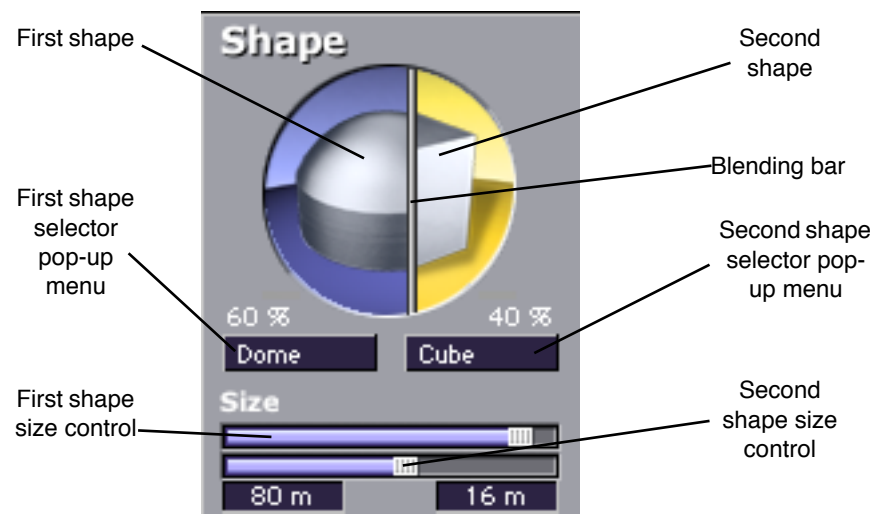 Shape
First shape
Second
shape
Blending bar
First shape
selector
pop-up
menu
Second shape
selector pop-
up menu
60 %
40 %
Dome
Cube
Size
First shape
size control
Second
shape size
control
80 m
16 m